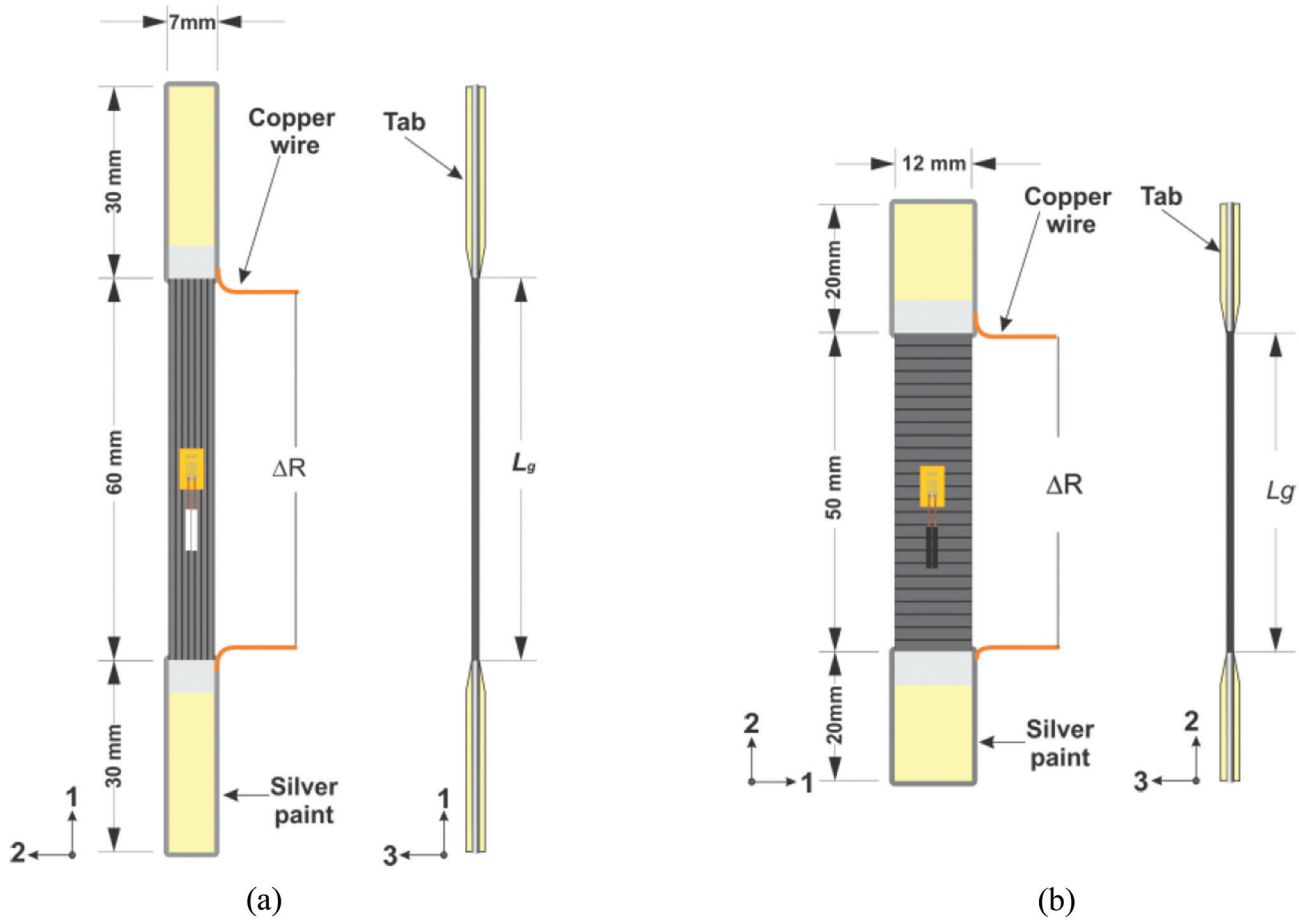 7mm
Copper
wire
Tab
30 mm
60 mm
ΔR
Lg
30 mm
Silver
paint
1
2
1
3
(a)
12 mm
Copper
wire
Tab
20mm
50 mm
ΔR
Lg
20mm
Silver
paint
2
1
2
3
(b)